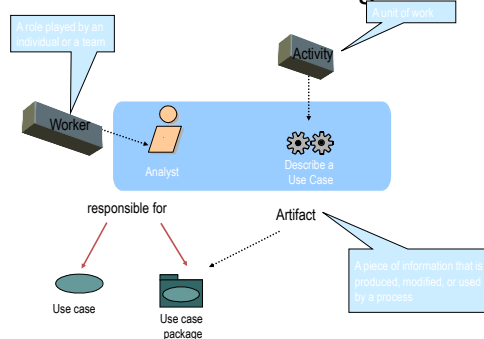 A unit of work
A role played by an
individual or a team
Activity
Worker
Analyst
Describe a
Use Case
responsible for
Artifact
A piece of information that is
produced, modified, or used
by a process
Use case
Use case
package